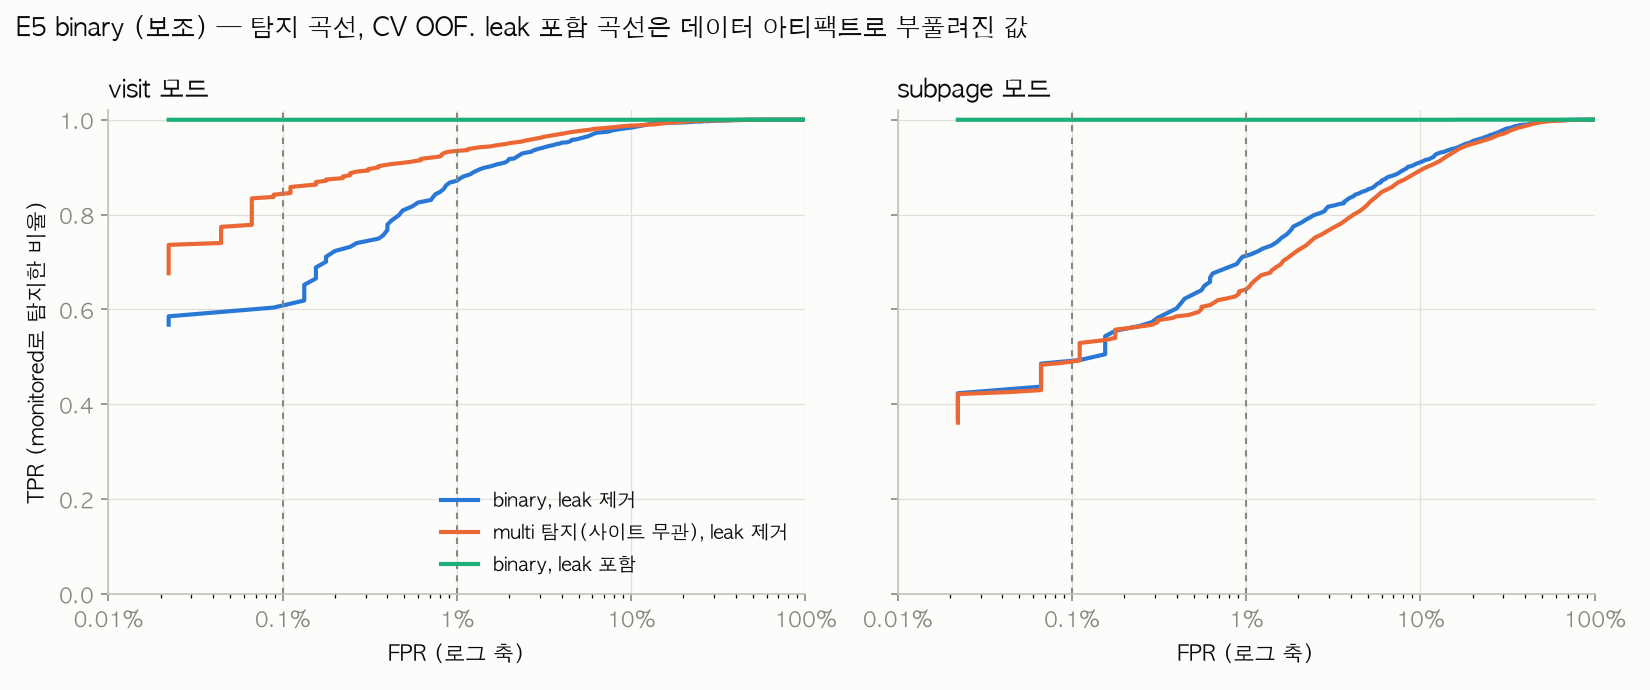 E5 binary (보조) — 탐지 곡선, CV OOF. leak 포함 곡선은 데이터 아티팩트로 부풀려진 값
visit 모드
TPR (monitored로 탐지한 비율)
1.0
0.8
0.6
0.4
0.2
0.0
binary, leak 제거
multi 탐지(사이트 무관), leak 제거
binary, leak 포함
0.01% 0.1% 1% 10% 100%
FPR (로그 축)
subpage 모드
0.01% 0.1% 1% 10% 100%
FPR (로그 축)